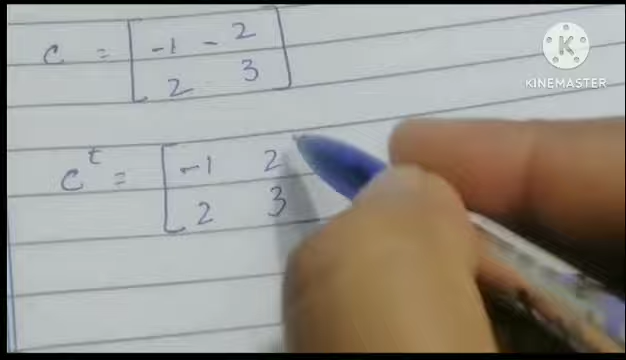 K
KINEMASTER
C = [ -1 -2
2 3 ]
C^t = [ -1 2
2 3